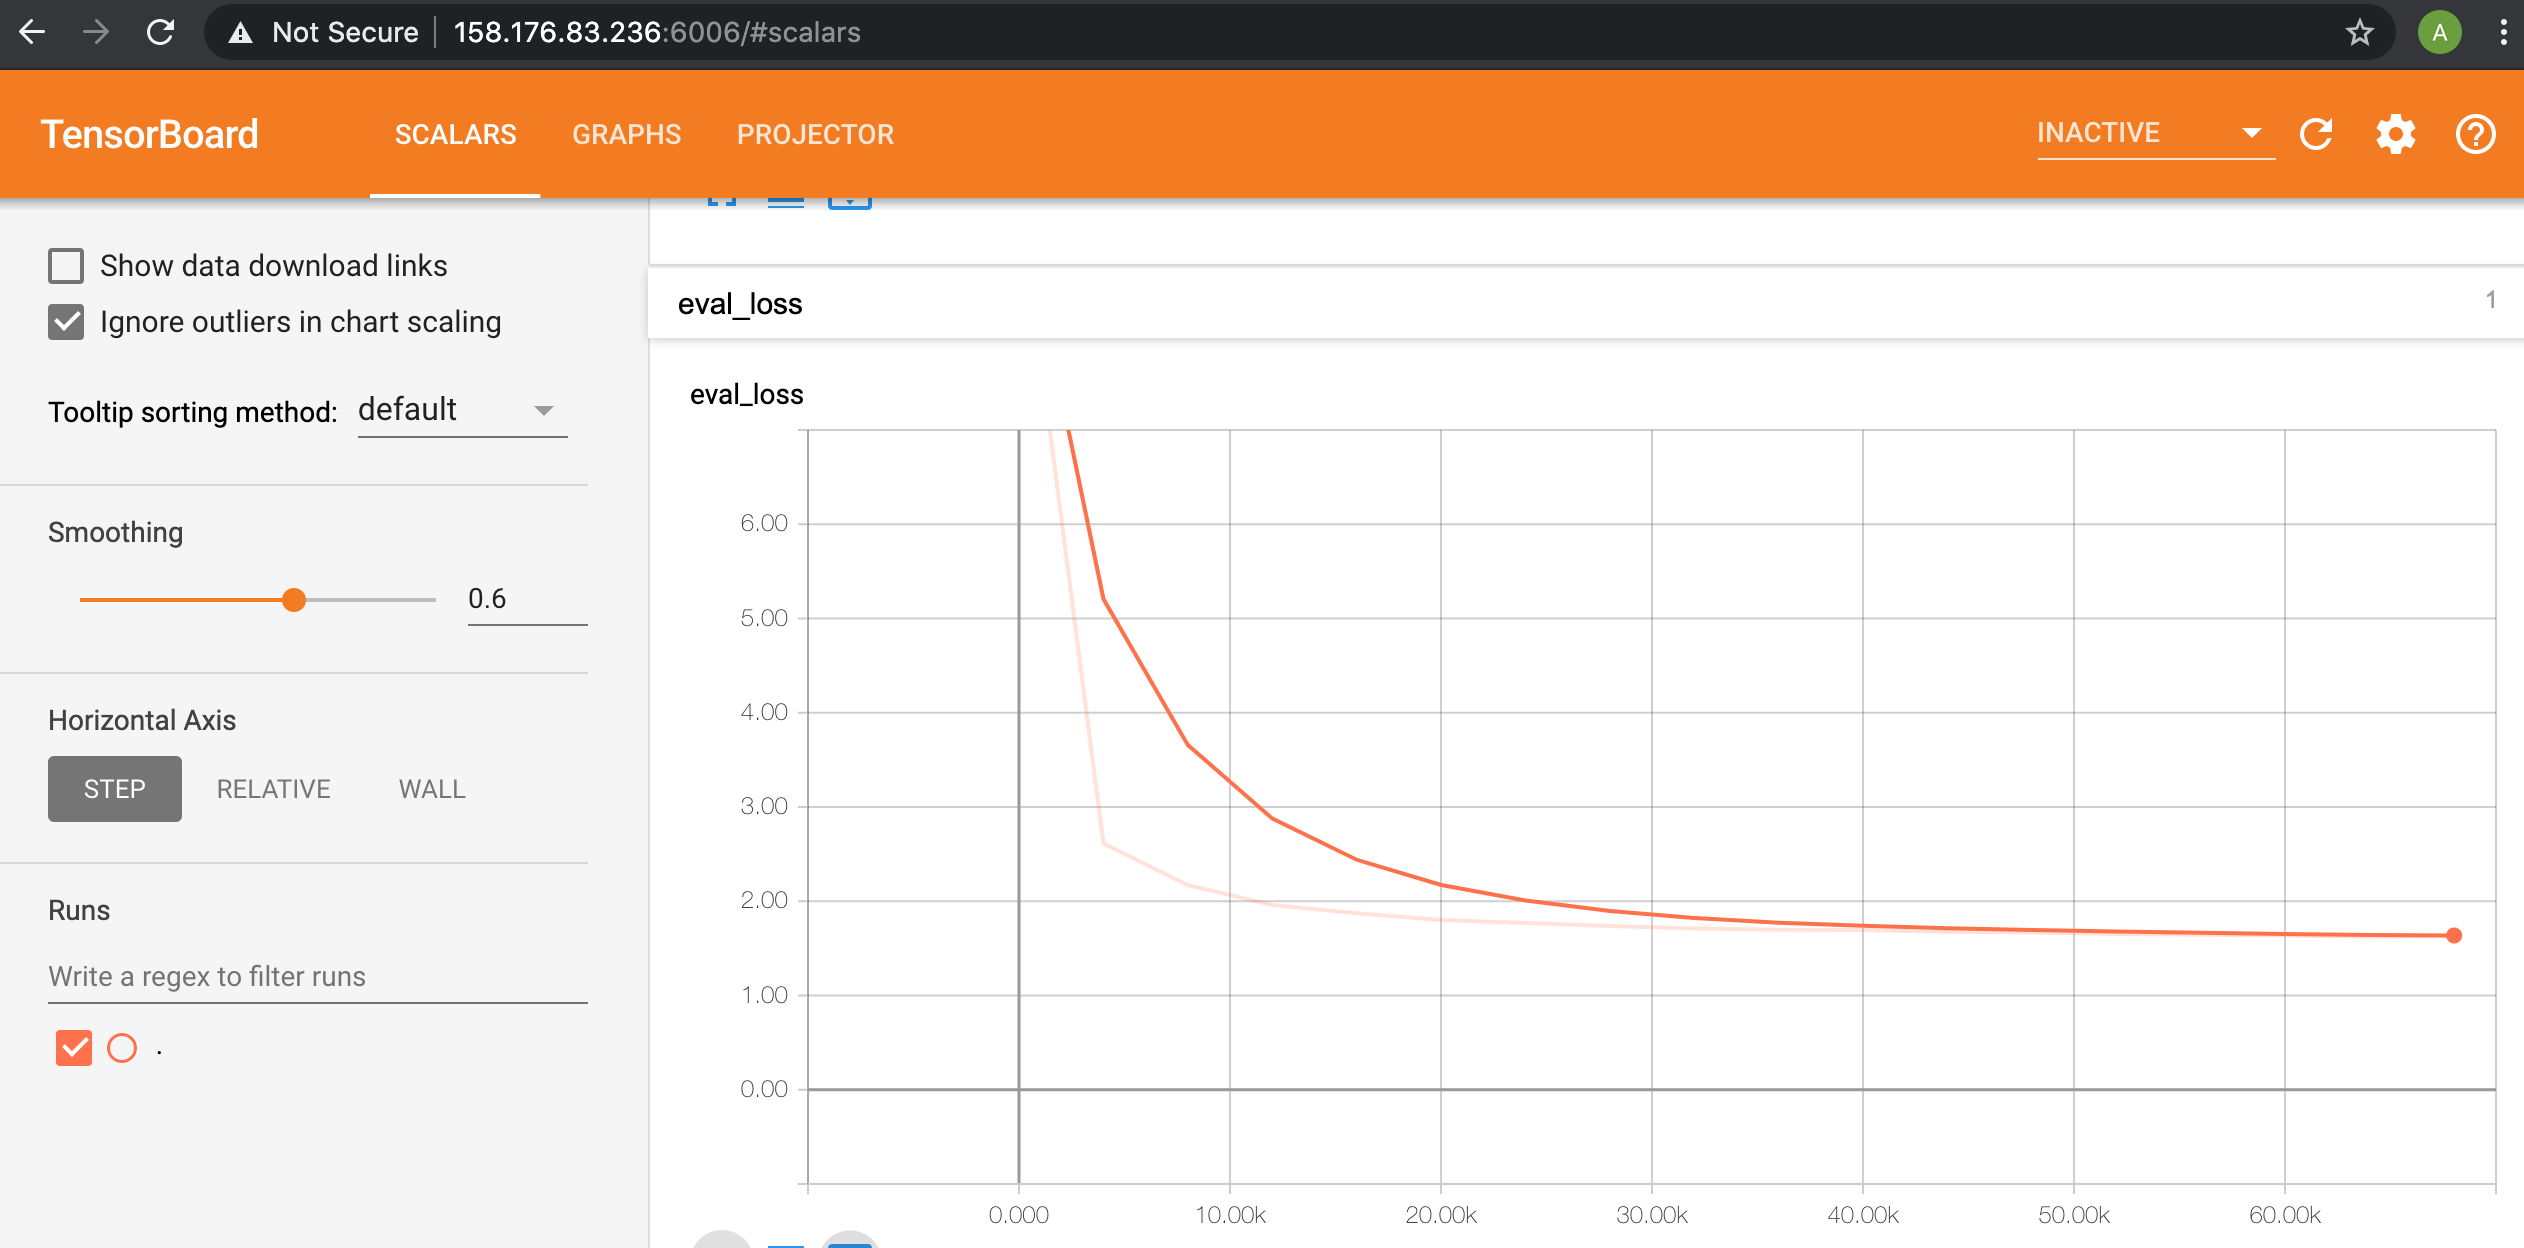 Not Secure 158.176.83.236:6006/#scalars A
TensorBoard SCALARS GRAPHS PROJECTOR INACTIVE
Show data download links
Ignore outliers in chart scaling
Tooltip sorting method: default
Smoothing
0.6
Horizontal Axis
STEP RELATIVE WALL
Runs
Write a regex to filter runs
.
eval_loss 1
eval_loss
6.00
5.00
4.00
3.00
2.00
1.00
0.00
0.000 10.00k 20.00k 30.00k 40.00k 50.00k 60.00k